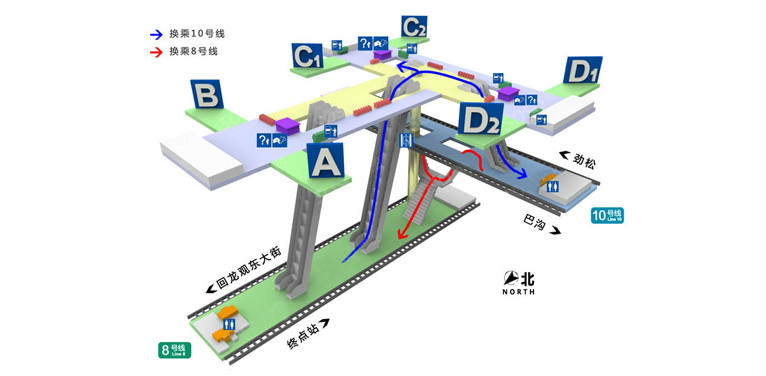 换乘10号线
换乘8号线
C1
C2
B
D1
D2
A
劲松
巴沟
10号线
Line 10
回龙观东大街
北
NORTH
终点站
8号线
Line 8